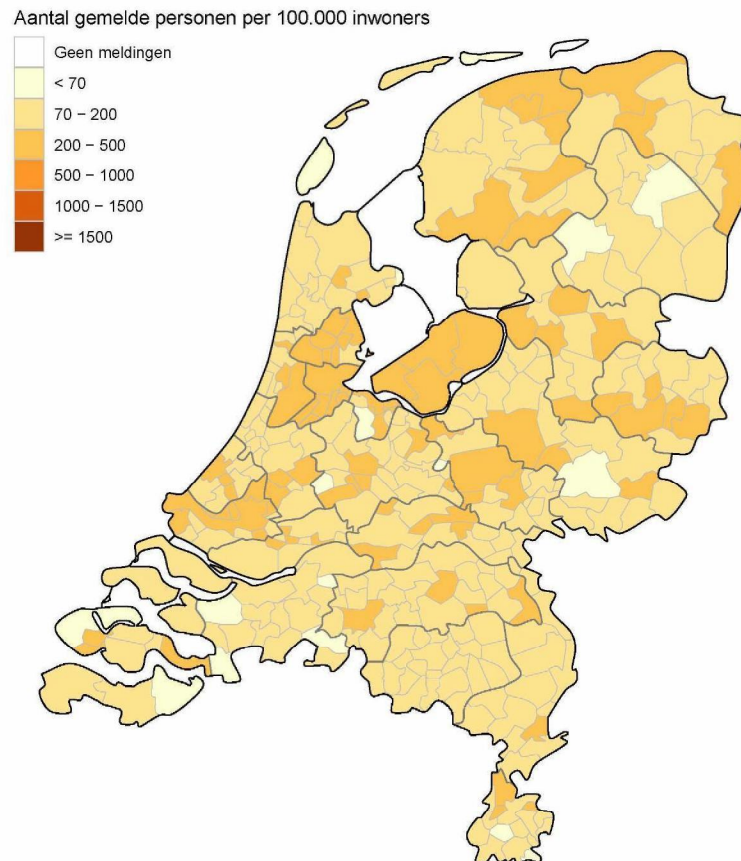 Aantal gemelde personen per 100.000 inwoners
Geen meldingen
< 70
70 − 200
200 − 500
500 − 1000
1000 − 1500
>= 1500